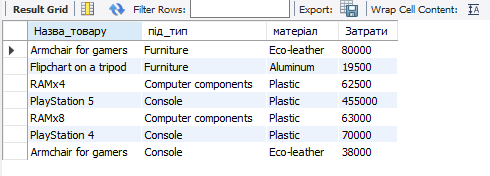 Result Grid Filter Rows: Export: Wrap Cell Content:
Назва_товару під_тип матеріал Затрати
Armchair for gamers Furniture Eco-leather 80000
Flipchart on a tripod Furniture Aluminum 19500
RAMx4 Computer components Plastic 62500
PlayStation 5 Console Plastic 455000
RAMx8 Computer components Plastic 63000
PlayStation 4 Console Plastic 70000
Armchair for gamers Console Eco-leather 38000